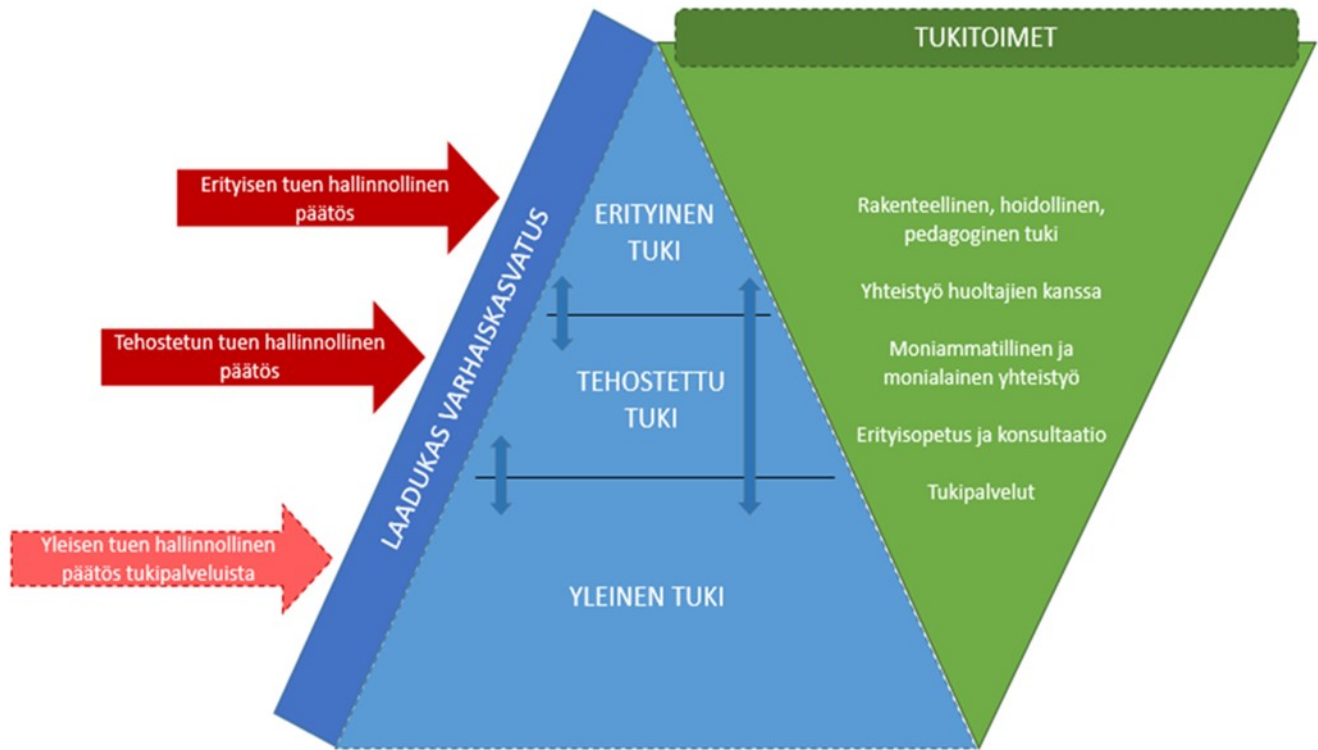 TUKITOIMET
Erityisen tuen hallinnollinen
päätös
Tehostetun tuen hallinnollinen
päätös
Yleisen tuen hallinnollinen
päätös tukipalveluista
LAADUKAS VARHAISKASVATUS
ERITYINEN
TUKI
TEHOSTETTU
TUKI
YLEINEN TUKI
Rakenteellinen, hoidollinen,
pedagoginen tuki
Yhteistyö huoltajien kanssa
Moniammatillinen ja
monialainen yhteistyö
Erityisopetus ja konsultaatio
Tukipalvelut